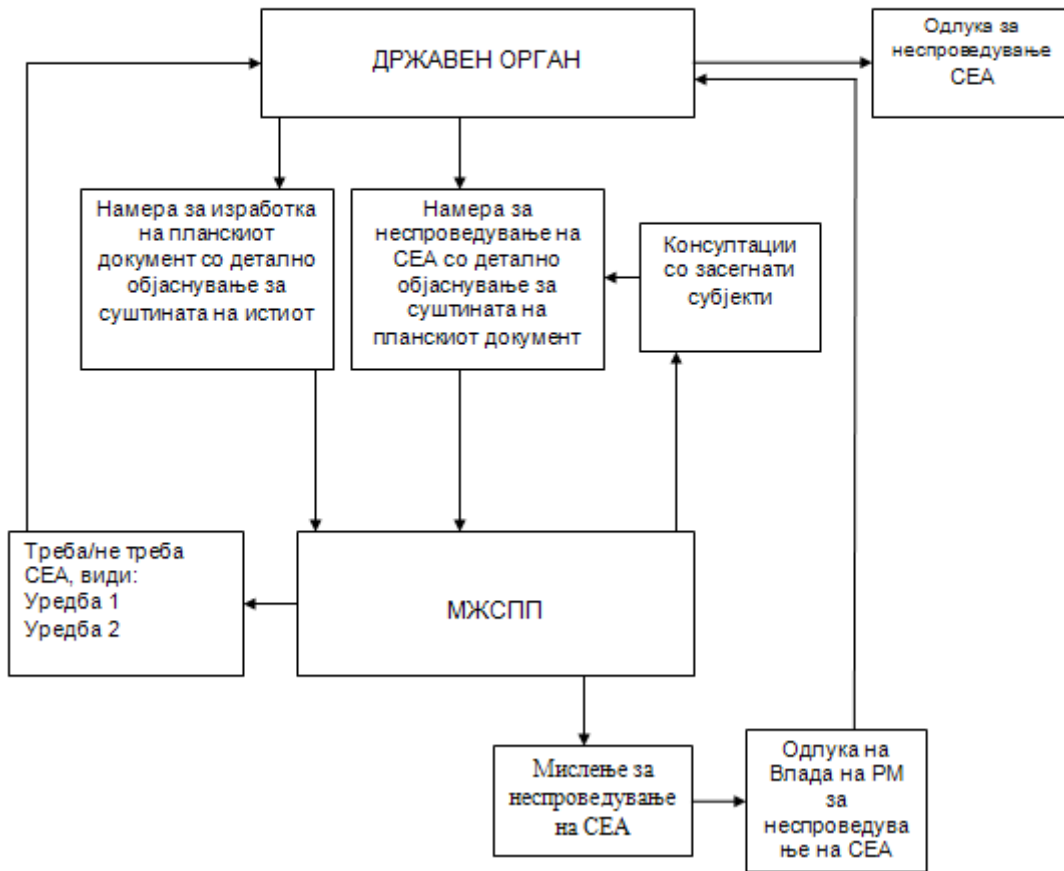 ДРЖАВЕН ОРГАН
Одлука за
неспроведување
СЕА
Намера за изработка
на планскиот
документ со детално
објаснување за
суштината на истиот
Намера за
неспроведување на
СЕА со детално
објаснување за
суштината на
планскиот документ
Консултации
со засегнати
субјекти
Треба/не треба
СЕА, види:
Уредба 1
Уредба 2
МЖСПП
Мислење за
неспроведување
на СЕА
Одлука на
Влада на РМ
за
неспроведува
ње на СЕА